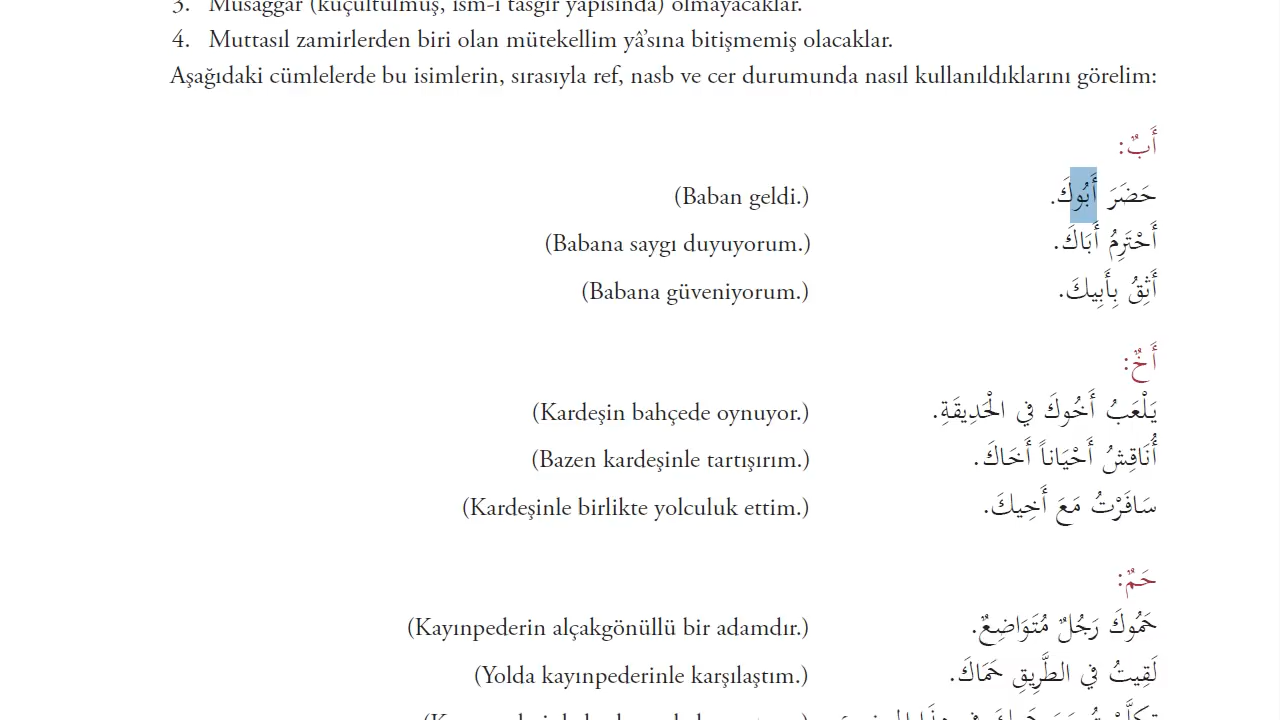 3. Musaggar (küçültülmüş, ism-i tasgîr yapısında) olmayacaklar.
4. Muttasıl zamirlerden biri olan mütekellim yâ’sına bitişmemiş olacaklar.
Aşağıdaki cümlelerde bu isimlerin, sırasıyla ref, nasb ve cer durumunda nasıl kullanıldıklarını görelim:
أَبٌ:
حَضَرَ أَبُوكَ. (Baban geldi.)
أَحْتَرِمُ أَبَاكَ. (Babana saygı duyuyorum.)
أَثِقُ بِأَبِيكَ. (Babana güveniyorum.)
أَخٌ:
يَلْعَبُ أَخُوكَ فِي الْحَدِيقَةِ. (Kardeşin bahçede oynuyor.)
أُنَاقِشُ أَحْيَاناً أَخَاكَ. (Bazen kardeşinle tartışırım.)
سَافَرْتُ مَعَ أَخِيكَ. (Kardeşinle birlikte yolculuk ettim.)
حَمٌ:
حَمُوكَ رَجُلٌ مُتَوَاضِعٌ. (Kayınpederin alçakgönüllü bir adamdır.)
لَقِيتُ فِي الطَّرِيقِ حَمَاكَ. (Yolda kayınpederinle karşılaştım.)